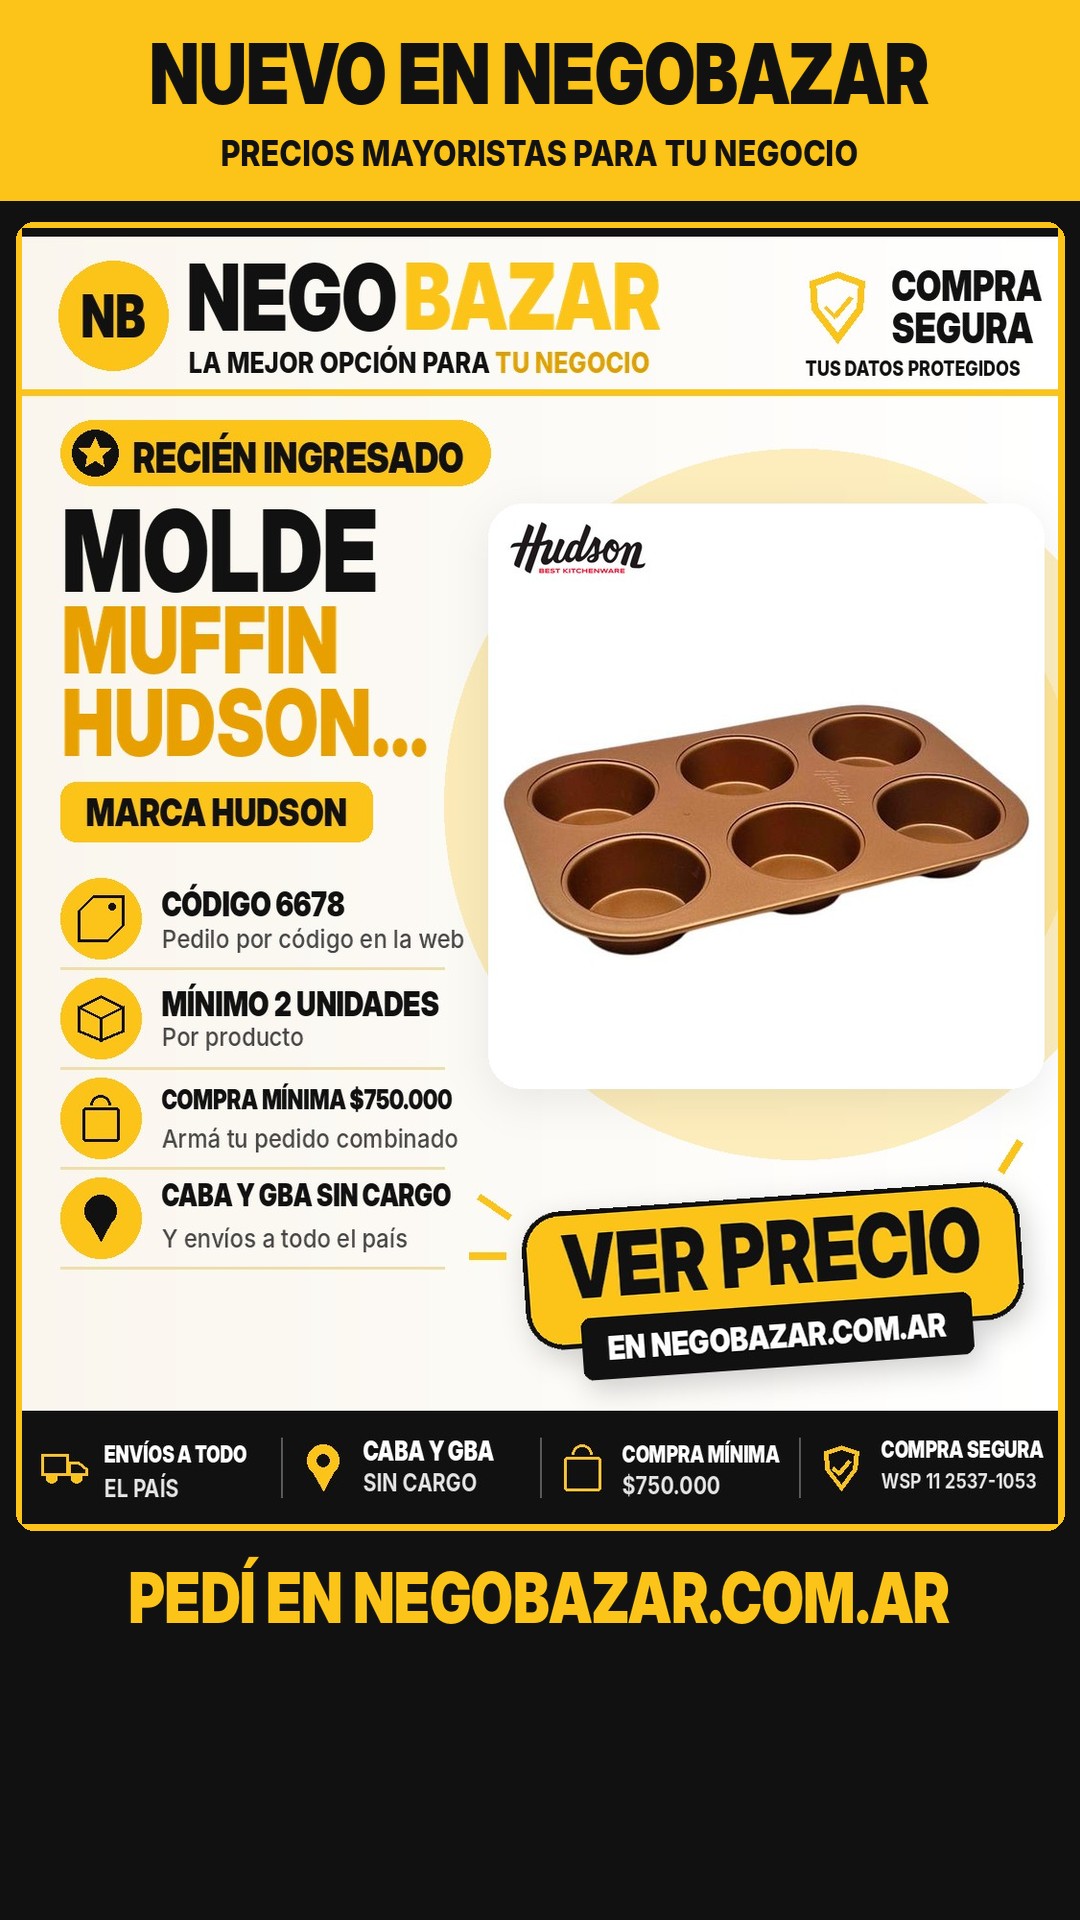 NUEVO EN NEGOBAZAR
PRECIOS MAYORISTAS PARA TU NEGOCIO
NB
NEGOBAZAR
LA MEJOR OPCIÓN PARA TU NEGOCIO
COMPRA
SEGURA
TUS DATOS PROTEGIDOS
RECIÉN INGRESADO
MOLDE
MUFFIN
HUDSON...
MARCA HUDSON
Hudson
BEST KITCHENWARE
Hudson
CÓDIGO 6678
Pedilo por código en la web
MÍNIMO 2 UNIDADES
Por producto
COMPRA MÍNIMA $750.000
Armá tu pedido combinado
CABA Y GBA SIN CARGO
Y envíos a todo el país
VER PRECIO
EN NEGOBAZAR.COM.AR
ENVÍOS A TODO
EL PAÍS
CABA Y GBA
SIN CARGO
COMPRA MÍNIMA
$750.000
COMPRA SEGURA
WSP 11 2537-1053
PEDÍ EN NEGOBAZAR.COM.AR